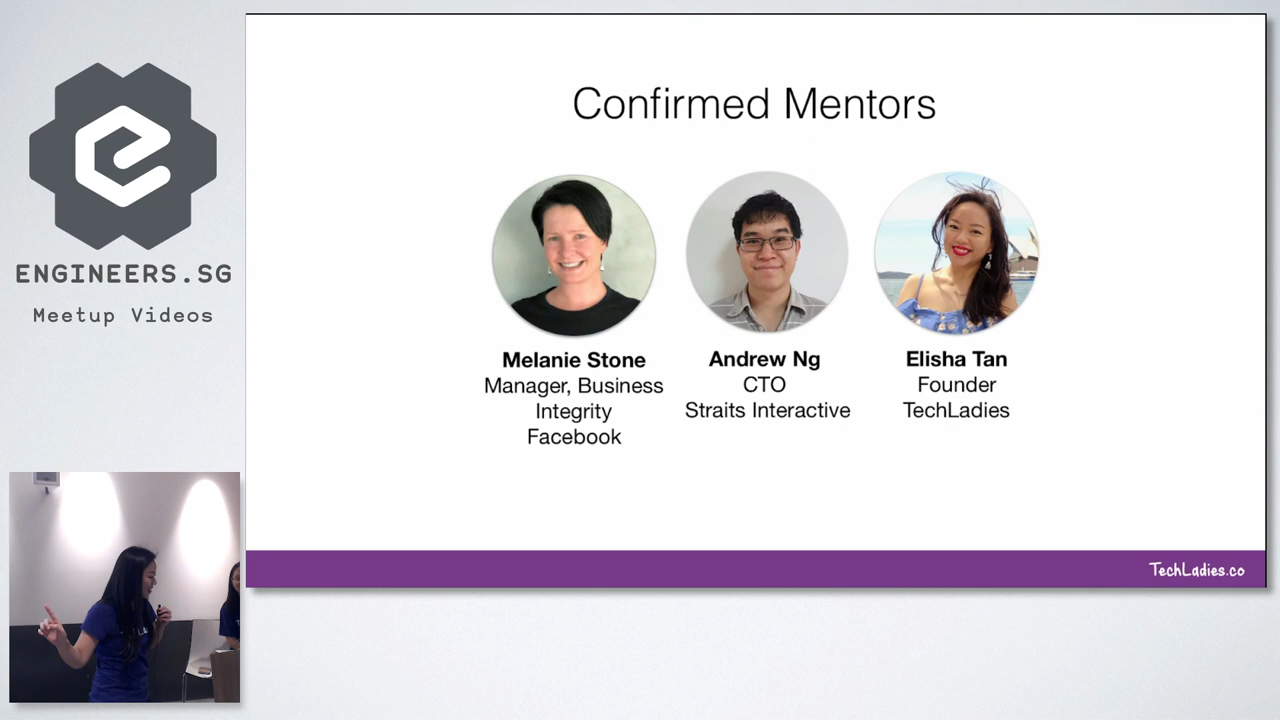 ENGINEERS.SG
Meetup Videos
Confirmed Mentors
Melanie Stone
Manager, Business
Integrity
Facebook
Andrew Ng
CTO
Straits Interactive
Elisha Tan
Founder
TechLadies
TechLadies.co